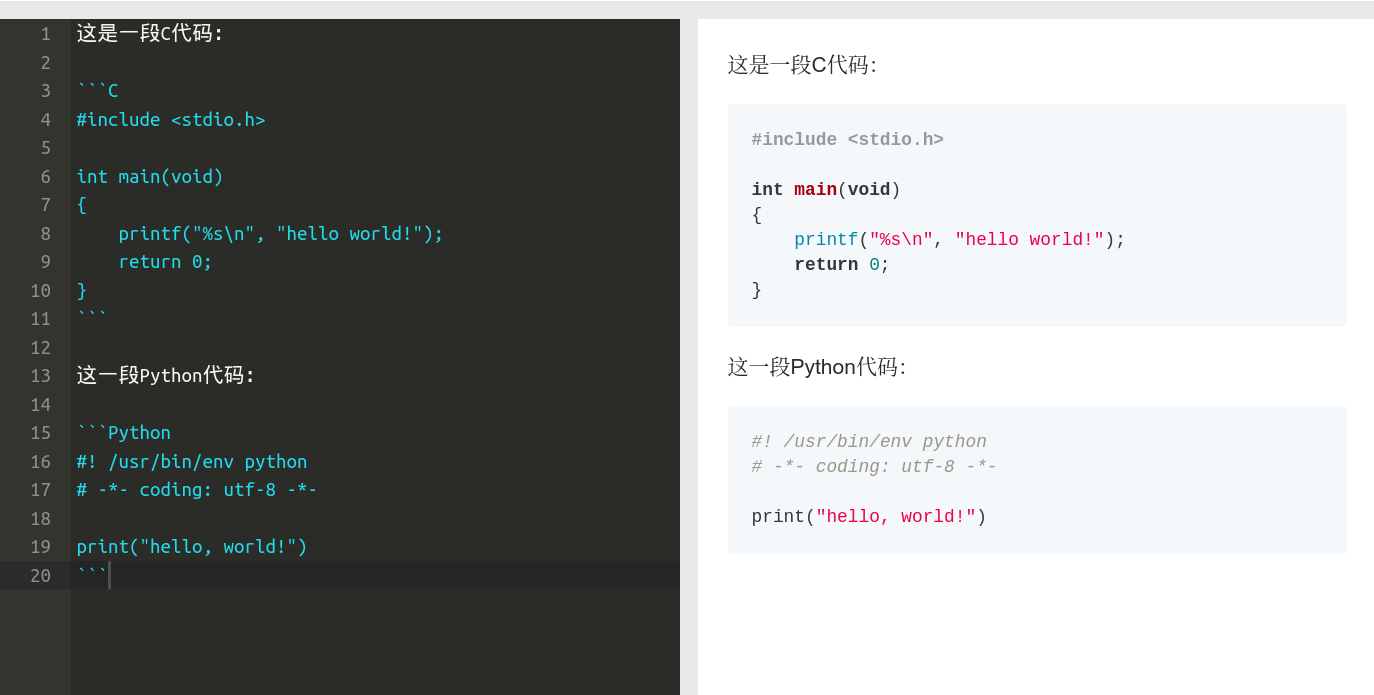 1 这是一段C代码:
2
3 ```C
4 #include <stdio.h>
5
6 int main(void)
7 {
8     printf("%s\n", "hello world!");
9     return 0;
10 }
11 ```
12
13 这一段Python代码:
14
15 ```Python
16 #! /usr/bin/env python
17 # -*- coding: utf-8 -*-
18
19 print("hello, world!")
20 ```
这是一段C代码:
#include <stdio.h>
int main(void)
{
    printf("%s\n", "hello world!");
    return 0;
}
这一段Python代码:
#! /usr/bin/env python
# -*- coding: utf-8 -*-
print("hello, world!")